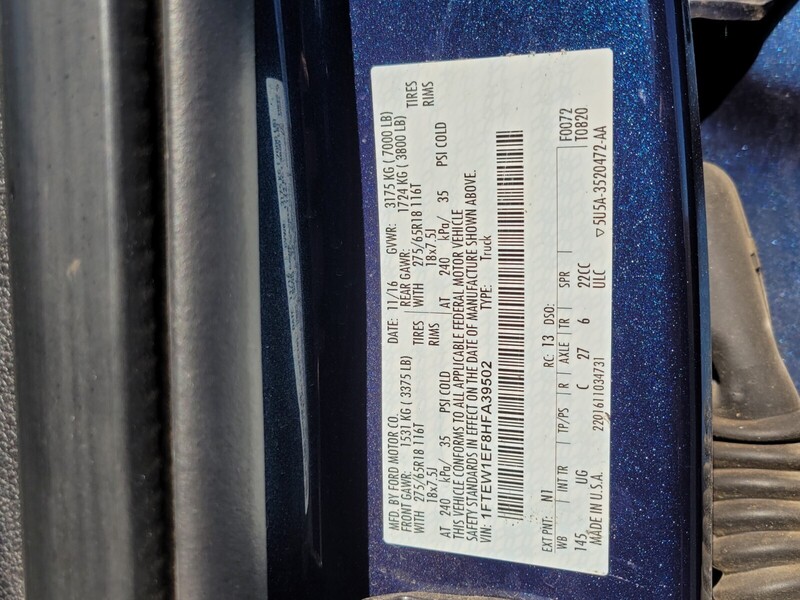 MFD. BY FORD MOTOR CO. DATE: 11/16 GVWR: 3175 KG ( 7000 LB)
FRONT GAWR: 1531 KG ( 3375 LB) REAR GAWR: 1724 KG ( 3800 LB)
WITH 275/65R18 116T TIRES WITH 275/65R18 116T TIRES
18x7.5J RIMS 18x7.5J RIMS
AT 240 kPa/ 35 PSI COLD AT 240 kPa/ 35 PSI COLD
THIS VEHICLE CONFORMS TO ALL APPLICABLE FEDERAL MOTOR VEHICLE
SAFETY STANDARDS IN EFFECT ON THE DATE OF MANUFACTURE SHOWN ABOVE.
VIN: 1FTEW1EF8HFA39502 TYPE: Truck
F0072
EXT PNT: N1 RC: 13 DSO: T0820
WB INT TR TP/PS R AXLE TR SPR
145 UG C 27 6 22CC
MADE IN U.S.A. ULC
2201611034731 ▽5U5A-3520472-AA